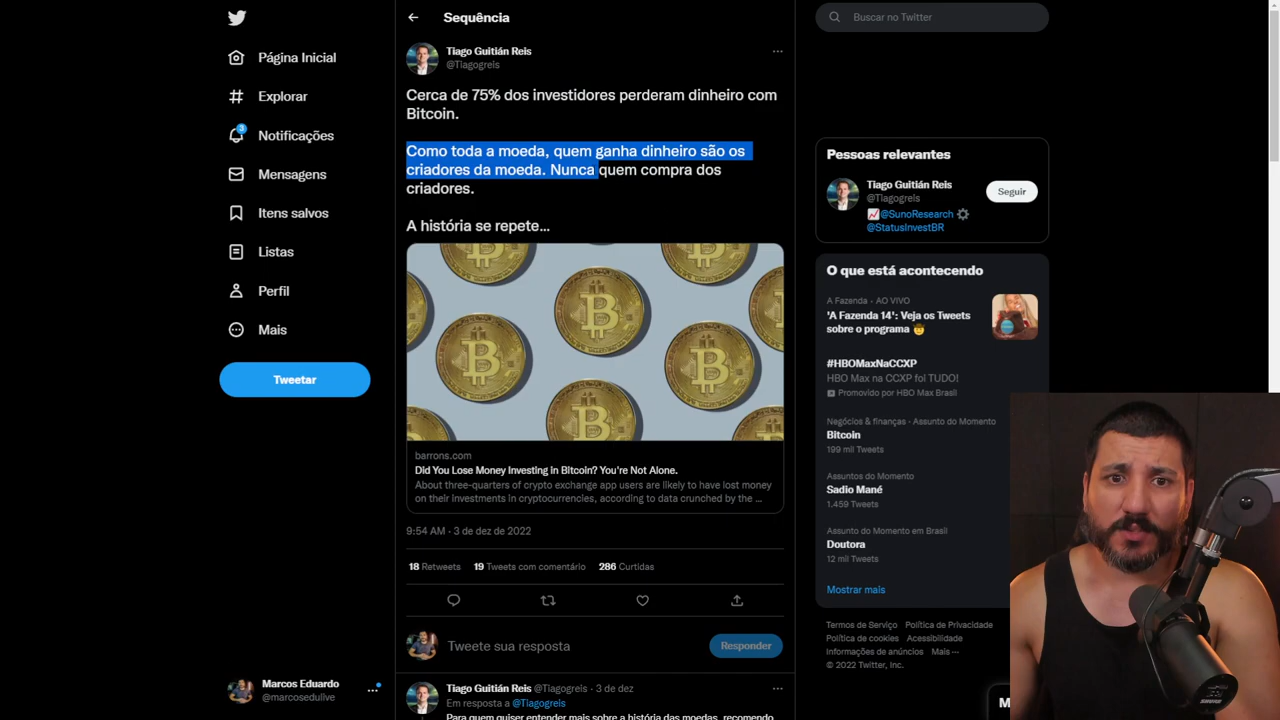 Página Inicial
Explorar
3
Notificações
Mensagens
Itens salvos
Listas
Perfil
Mais
Tweetar
Marcos Eduardo
@marcosedulive
Sequência
Tiago Guitián Reis
@Tiagogreis
Cerca de 75% dos investidores perderam dinheiro com
Bitcoin.
Como toda a moeda, quem ganha dinheiro são os
criadores da moeda. Nunca quem compra dos
criadores.
A história se repete...
barrons.com
Did You Lose Money Investing in Bitcoin? You're Not Alone.
About three-quarters of crypto exchange app users are likely to have lost money
on their investments in cryptocurrencies, according to data crunched by the ...
9:54 AM · 3 de dez de 2022
18 Retweets 19 Tweets com comentário 286 Curtidas
Tweete sua resposta
Responder
Tiago Guitián Reis @Tiagogreis · 3 de dez
Em resposta a @Tiagogreis
Para quem quiser entender mais sobre a história das moedas, recomendo
Buscar no Twitter
Pessoas relevantes
Tiago Guitián Reis
@Tiagogreis
Seguir
@SunoResearch
@StatusInvestBR
O que está acontecendo
A Fazenda · AO VIVO
'A Fazenda 14': Veja os Tweets
sobre o programa
#HBOMaxNaCCXP
HBO Max na CCXP foi TUDO!
Promovido por HBO Max Brasil
Negócios & finanças · Assunto do Momento
Bitcoin
199 mil Tweets
Assuntos do Momento
Sadio Mané
1.459 Tweets
Assunto do Momento em Brasil
Doutora
12 mil Tweets
Mostrar mais
Termos de Serviço Política de Privacidade
Política de cookies Acessibilidade
Informações de anúncios Mais ...
© 2022 Twitter, Inc.